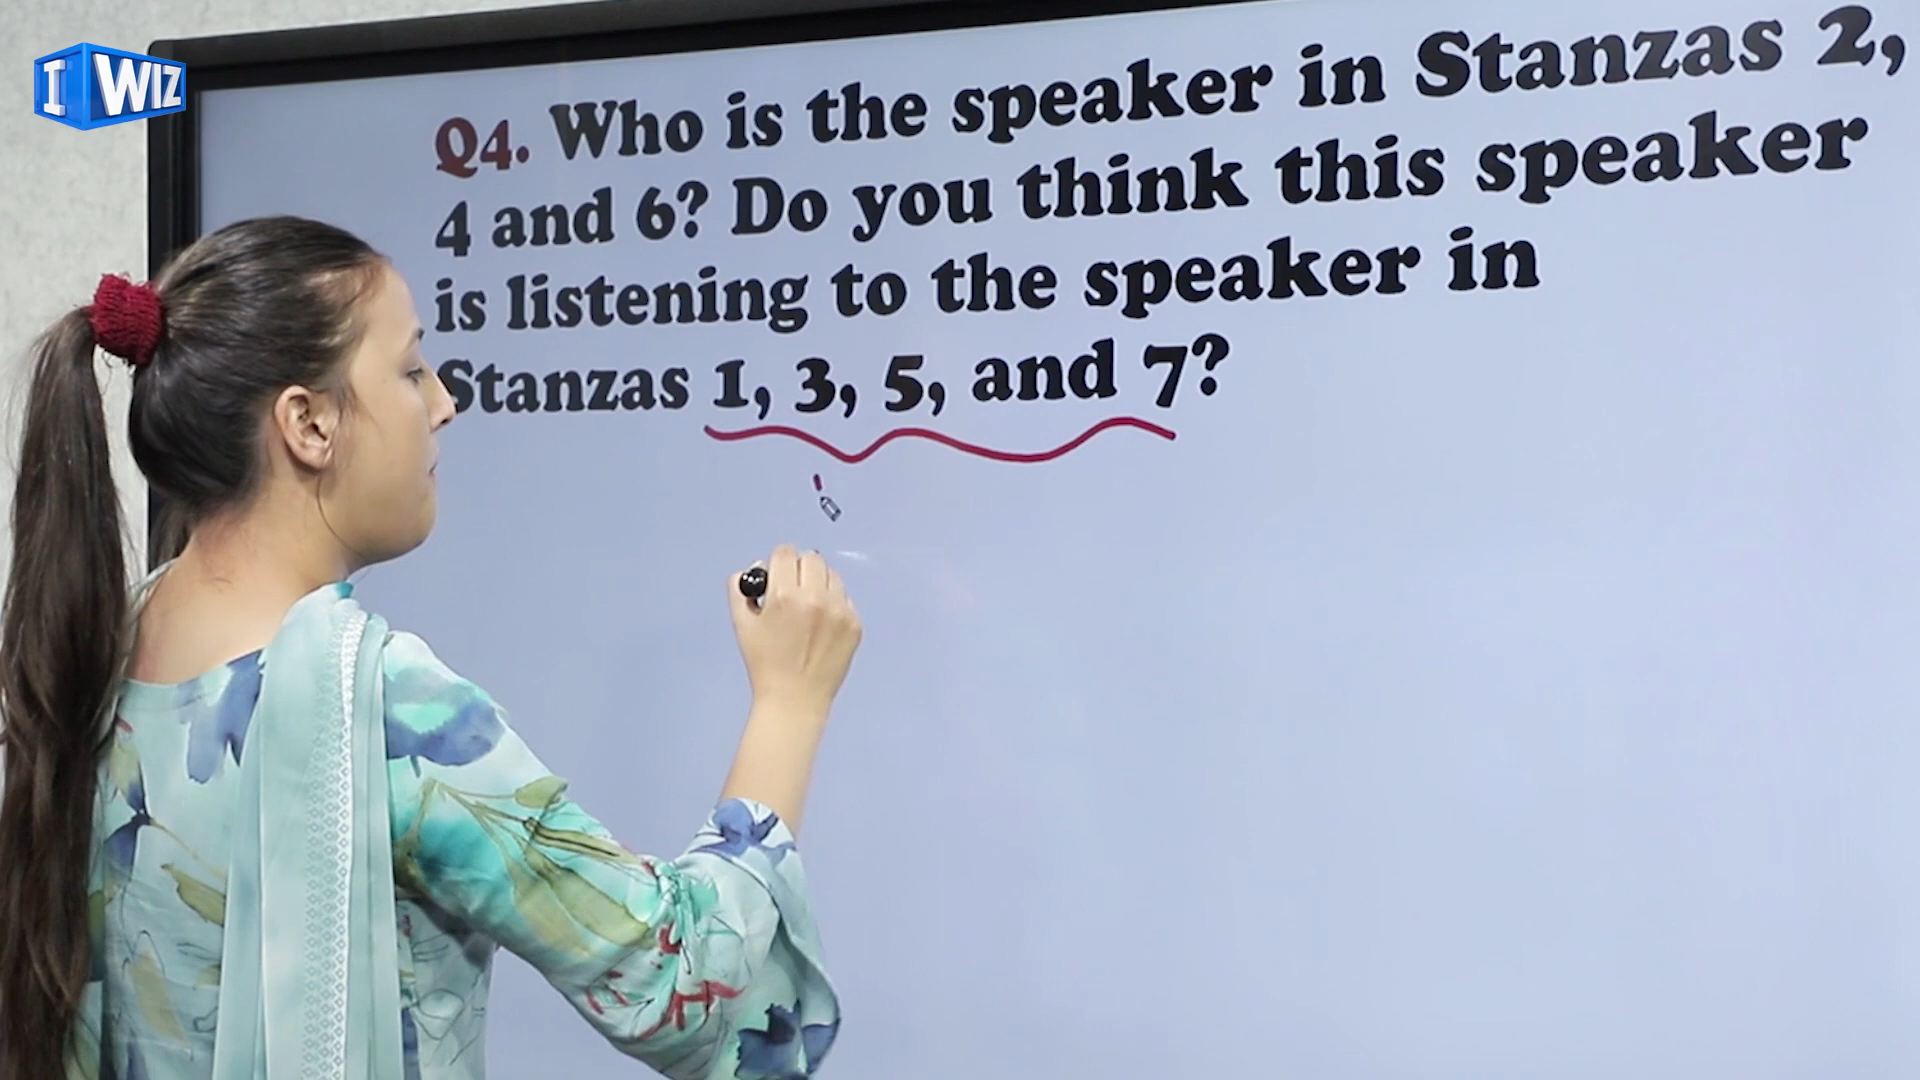 I WIZ
Q4. Who is the speaker in Stanzas 2,
4 and 6? Do you think this speaker
is listening to the speaker in
Stanzas 1, 3, 5, and 7?